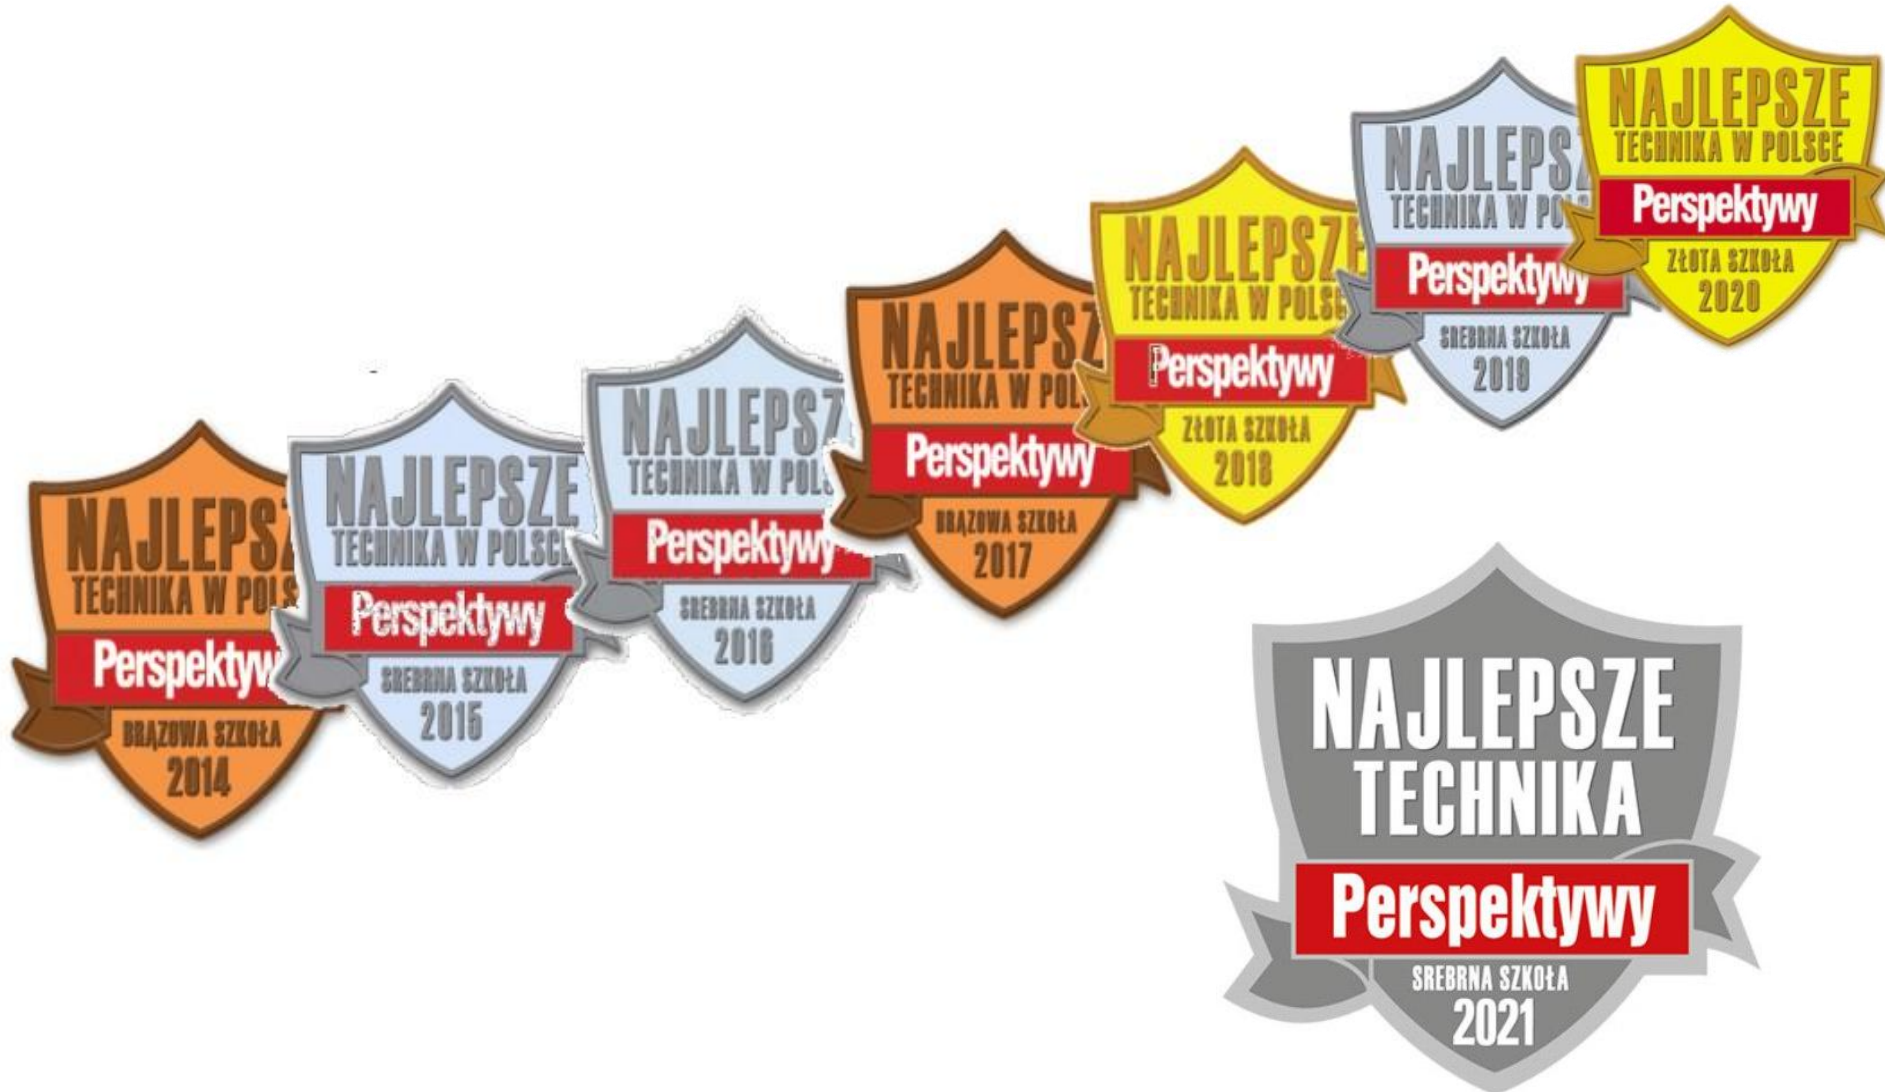 NAJLEPSZ
TECHNIKA W POLS
Perspektyw
BRĄZOWA SZKOŁA
2014
NAJLEPSZE
TECHNIKA W POLSCE
Perspektywy
SREBRNA SZKOŁA
2015
NAJLEPSZ
TECHNIKA W POLS
Perspektywy
SREBRNA SZKOŁA
2016
NAJLEPSZ
TECHNIKA W POL
Perspektywy
BRĄZOWA SZKOŁA
2017
NAJLEPSZE
TECHNIKA W POLSC
Perspektywy
ZŁOTA SZKOŁA
2018
NAJLEPSZ
TECHNIKA W POLS
Perspektywy
SREBRNA SZKOŁA
2019
NAJLEPSZE
TECHNIKA W POLSCE
Perspektywy
ZŁOTA SZKOŁA
2020
NAJLEPSZE
TECHNIKA
Perspektywy
SREBRNA SZKOŁA
2021